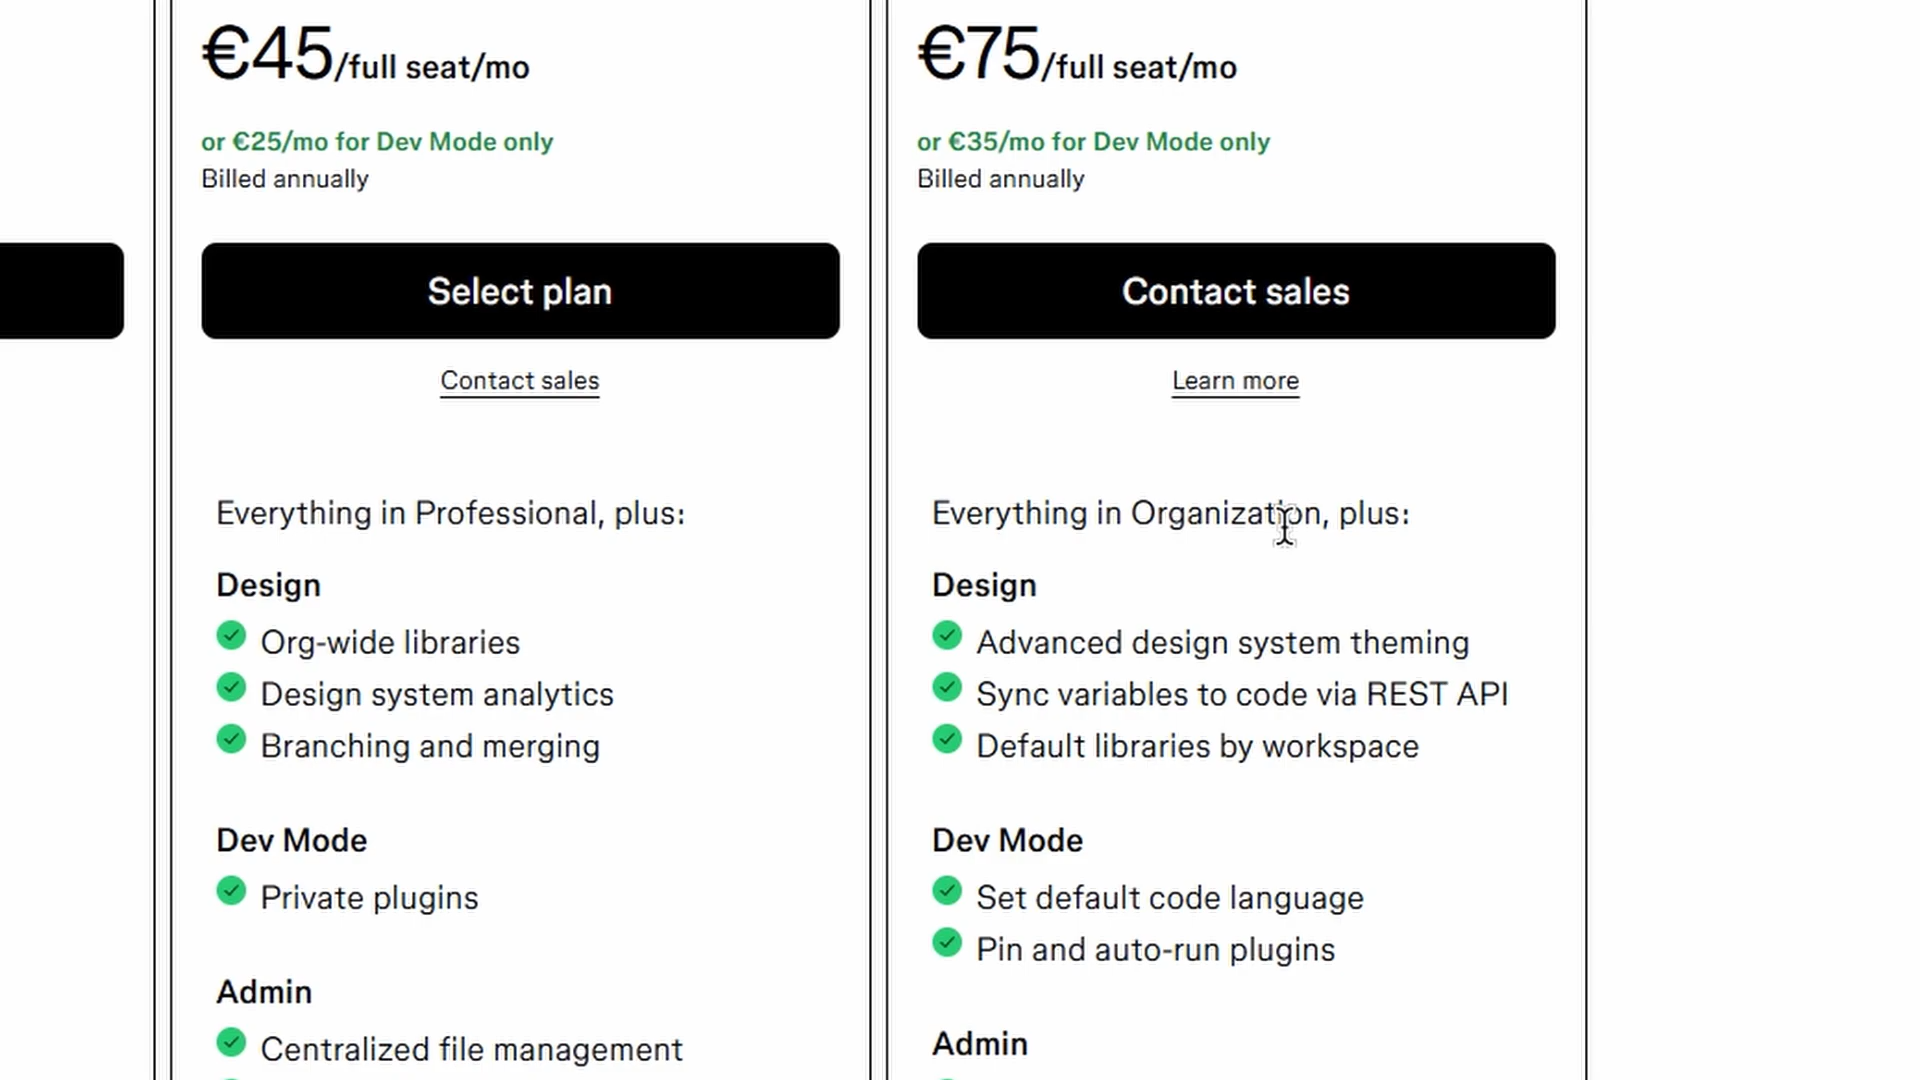 €45/full seat/mo
or €25/mo for Dev Mode only
Billed annually
Select plan
Contact sales
Everything in Professional, plus:
Design
Org-wide libraries
Design system analytics
Branching and merging
Dev Mode
Private plugins
Admin
Centralized file management
€75/full seat/mo
or €35/mo for Dev Mode only
Billed annually
Contact sales
Learn more
Everything in Organization, plus:
Design
Advanced design system theming
Sync variables to code via REST API
Default libraries by workspace
Dev Mode
Set default code language
Pin and auto-run plugins
Admin